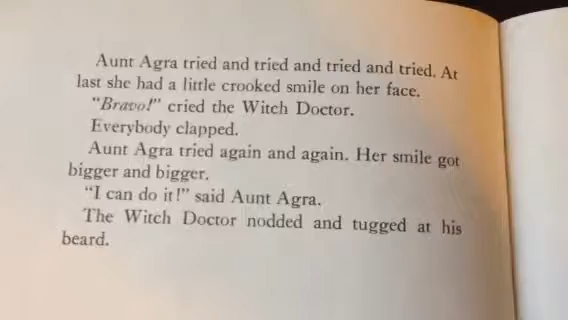 Aunt Agra tried and tried and tried and tried. At
last she had a little crooked smile on her face.
"Bravo!" cried the Witch Doctor.
Everybody clapped.
Aunt Agra tried again and again. Her smile got
bigger and bigger.
"I can do it!" said Aunt Agra.
The Witch Doctor nodded and tugged at his
beard.